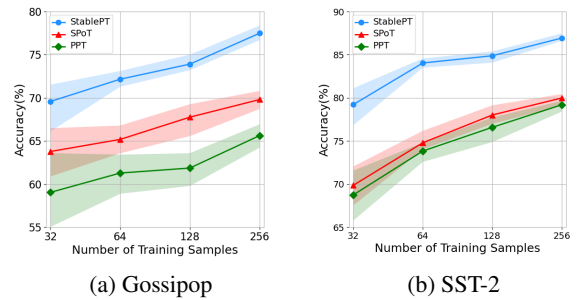 80
75
70
65
60
55
Accuracy(%)
StablePT
SPoT
PPT
32
64
128
256
Number of Training Samples
(a) Gossipop
90
85
80
75
70
65
Accuracy(%)
StablePT
SPoT
PPT
32
64
128
256
Number of Training Samples
(b) SST-2